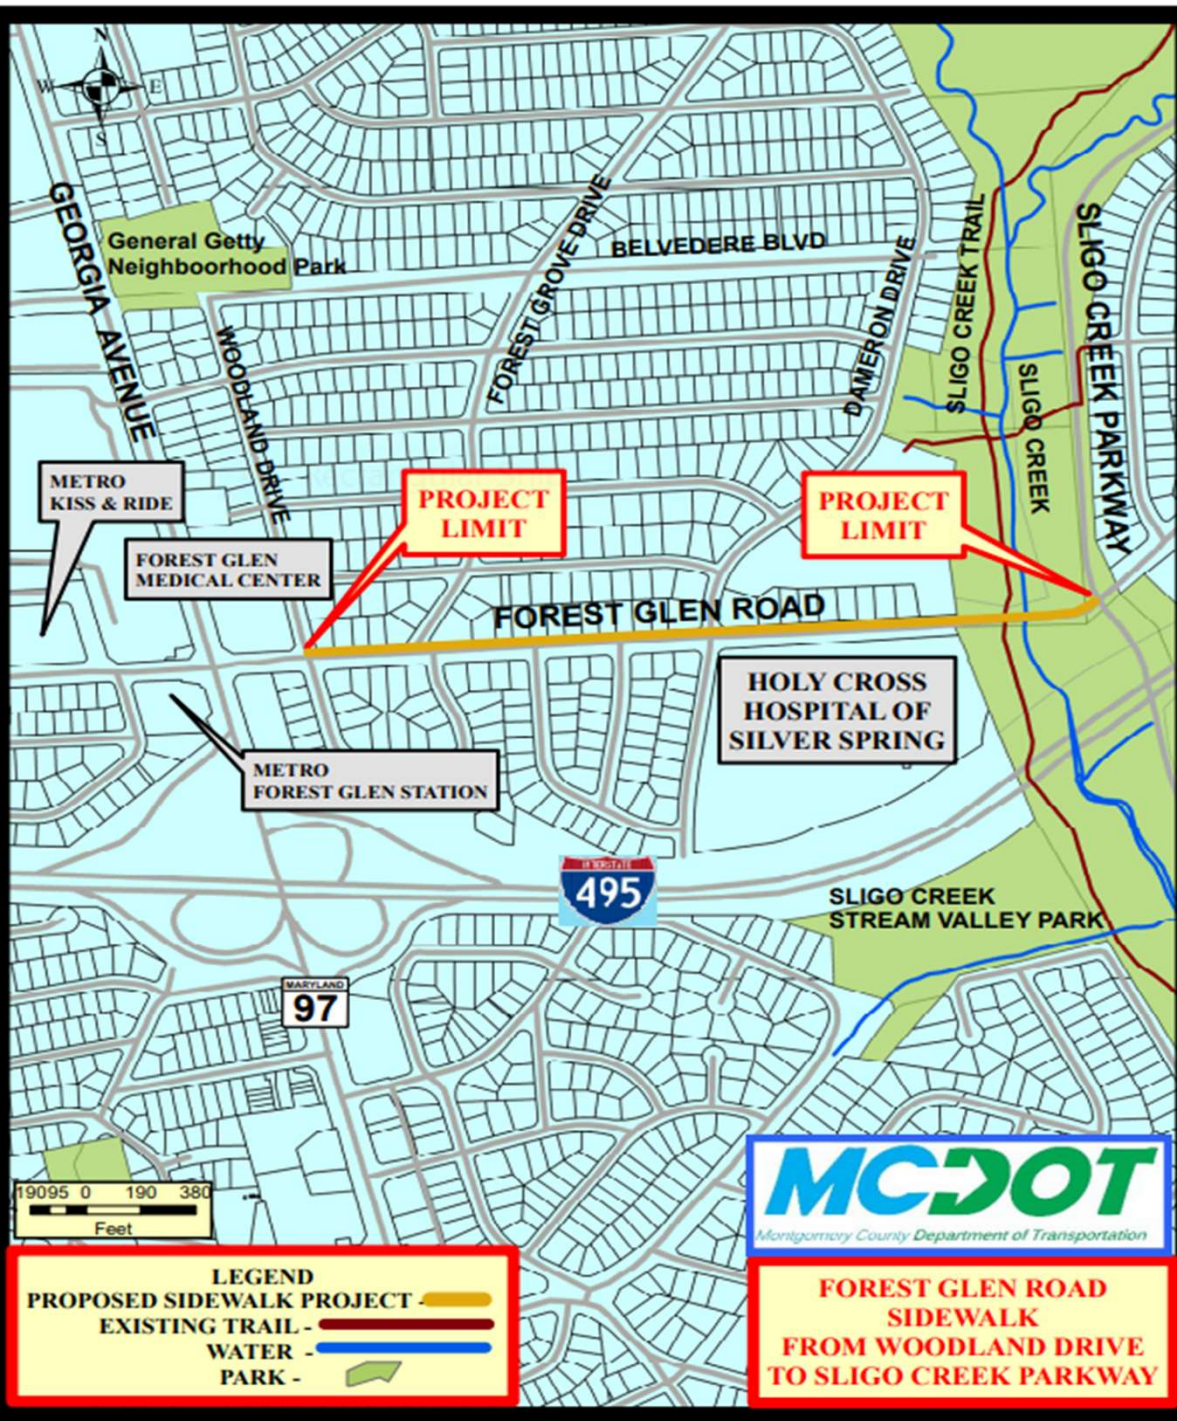 N
W E
S
GEORGIA AVENUE
General Getty
Neighboorhood Park
WOODLAND DRIVE
FOREST GROVE DRIVE
BELVEDERE BLVD
DAMERON DRIVE
SLIGO CREEK TRAIL
SLIGO CREEK
SLIGO CREEK PARKWAY
METRO
KISS & RIDE
FOREST GLEN
MEDICAL CENTER
PROJECT
LIMIT
PROJECT
LIMIT
FOREST GLEN ROAD
HOLY CROSS
HOSPITAL OF
SILVER SPRING
METRO
FOREST GLEN STATION
INTERSTATE
495
SLIGO CREEK
STREAM VALLEY PARK
MARYLAND
97
19095 0 190 380
Feet
MCDOT
Montgomery County Department of Transportation
LEGEND
PROPOSED SIDEWALK PROJECT -
EXISTING TRAIL -
WATER -
PARK -
FOREST GLEN ROAD
SIDEWALK
FROM WOODLAND DRIVE
TO SLIGO CREEK PARKWAY